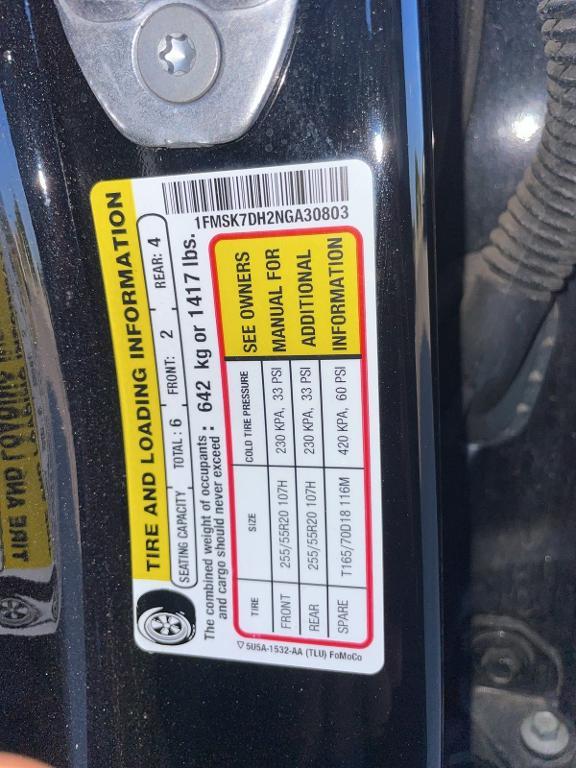 1FMSK7DH2NGA30803
TIRE AND LOADING INFORMATION
SEATING CAPACITY TOTAL: 6 FRONT: 2 REAR: 4
The combined weight of occupants
and cargo should never exceed : 642 kg or 1417 lbs.
TIRE SIZE COLD TIRE PRESSURE SEE OWNERS
FRONT 255/55R20 107H 230 KPA, 33 PSI MANUAL FOR
REAR 255/55R20 107H 230 KPA, 33 PSI ADDITIONAL
SPARE T165/70D18 116M 420 KPA, 60 PSI INFORMATION
5U5A-1532-AA (TLU) FoMoCo